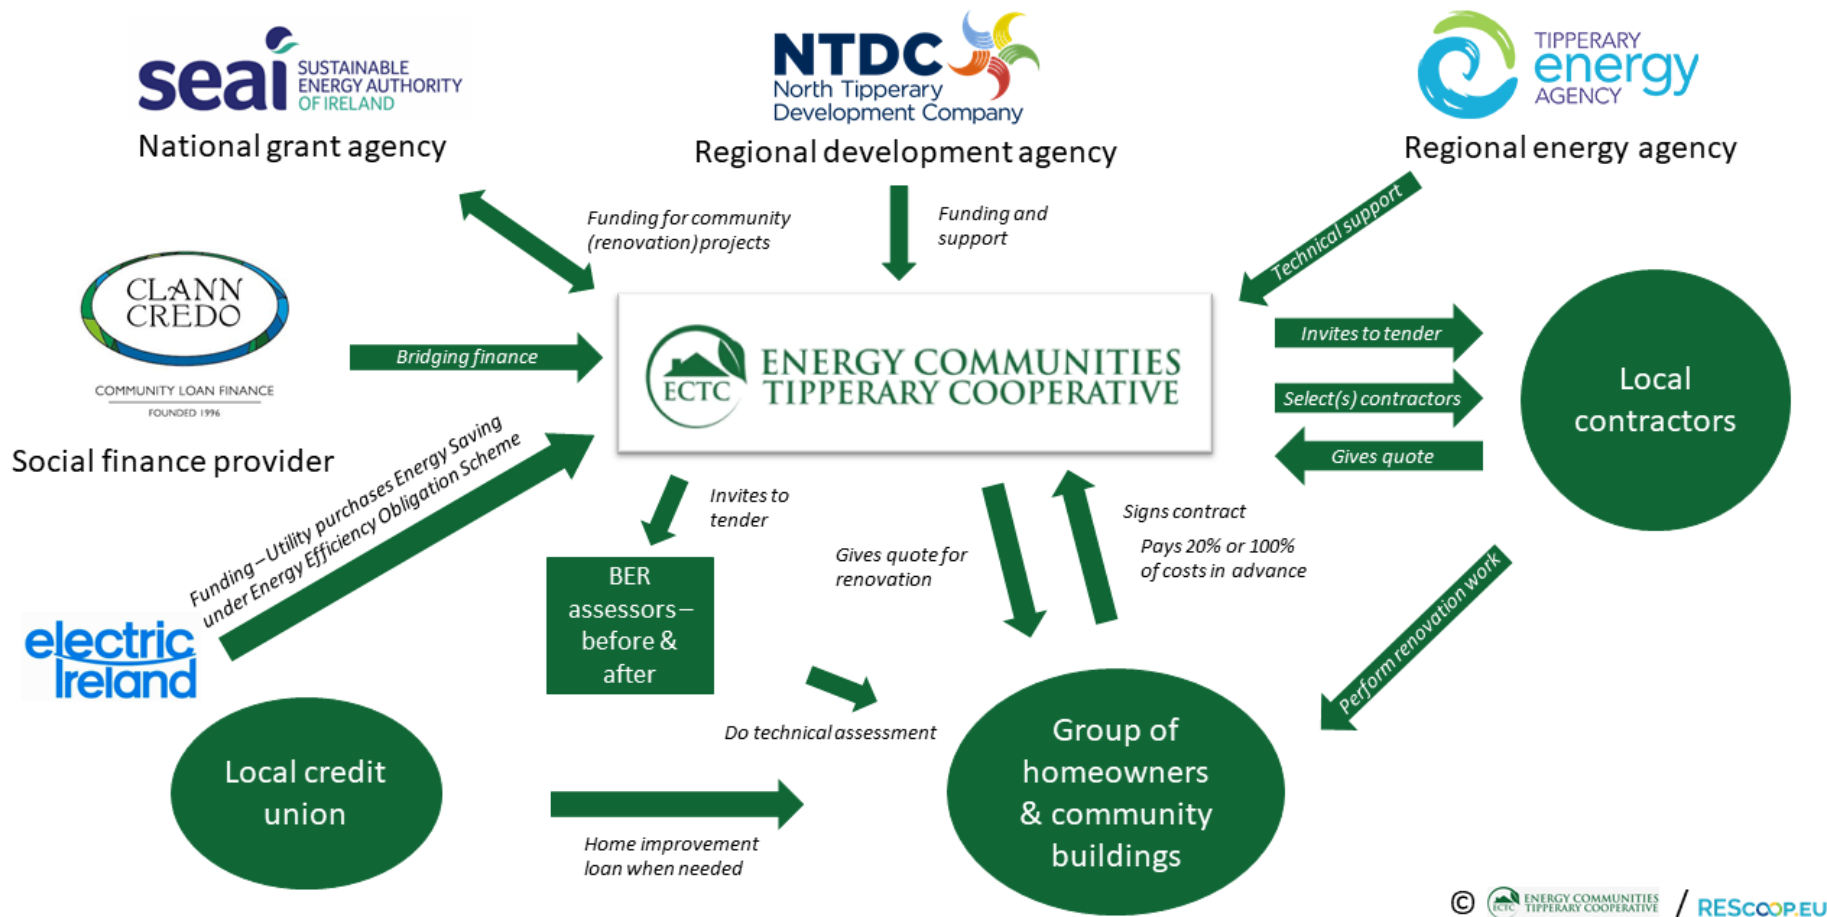 seai
SUSTAINABLE
ENERGY AUTHORITY
OF IRELAND
National grant agency
NTDC
North Tipperary
Development Company
Regional development agency
TIPPERARY
energy
AGENCY
Regional energy agency
Funding for community
(renovation) projects
Funding and
support
Technical support
CLANN
CREDO
COMMUNITY LOAN FINANCE
FOUNDED 1996
Social finance provider
Bridging finance
ECTC
ENERGY COMMUNITIES
TIPPERARY COOPERATIVE
Invites to tender
Select(s) contractors
Gives quote
Local
contractors
Funding – Utility purchases Energy Saving
under Energy Efficiency Obligation Scheme
electric
Ireland
Invites to
tender
BER
assessors –
before &
after
Gives quote for
renovation
Signs contract
Pays 20% or 100%
of costs in advance
Perform renovation work
Do technical assessment
Local credit
union
Home improvement
loan when needed
Group of
homeowners
& community
buildings
© ECTC ENERGY COMMUNITIES
TIPPERARY COOPERATIVE
/ REScoop.EU